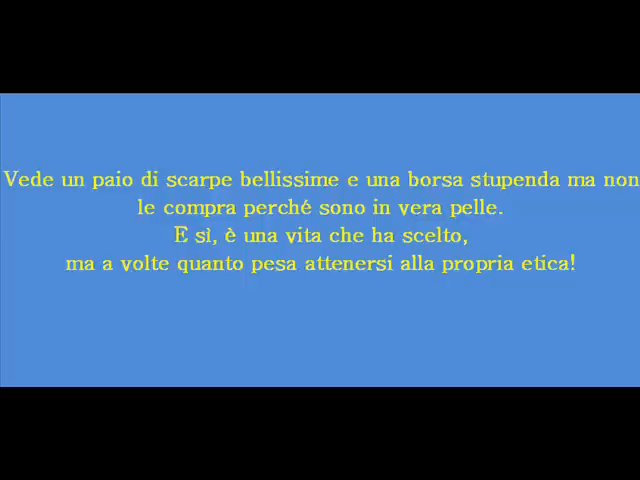 Vede un paio di scarpe bellissime e una borsa stupenda ma non
le compra perché sono in vera pelle.
E sì, è una vita che ha scelto,
ma a volte quanto pesa attenersi alla propria etica!